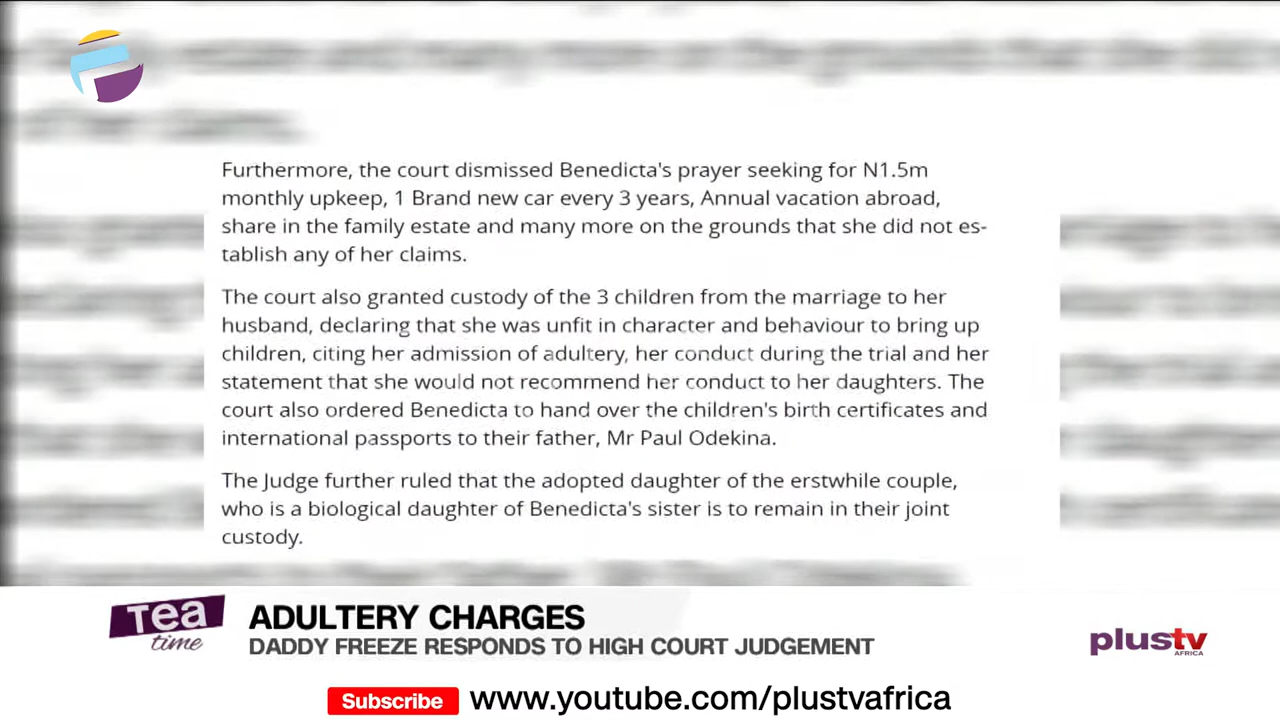 Furthermore, the court dismissed Benedicta's prayer seeking for N1.5m
monthly upkeep, 1 Brand new car every 3 years, Annual vacation abroad,
share in the family estate and many more on the grounds that she did not es-
tablish any of her claims.
The court also granted custody of the 3 children from the marriage to her
husband, declaring that she was unfit in character and behaviour to bring up
children, citing her admission of adultery, her conduct during the trial and her
statement that she would not recommend her conduct to her daughters. The
court also ordered Benedicta to hand over the children's birth certificates and
international passports to their father, Mr Paul Odekina.
The Judge further ruled that the adopted daughter of the erstwhile couple,
who is a biological daughter of Benedicta's sister is to remain in their joint
custody.
Tea
time
ADULTERY CHARGES
DADDY FREEZE RESPONDS TO HIGH COURT JUDGEMENT
plustv
AFRICA
Subscribe www.youtube.com/plustvafrica